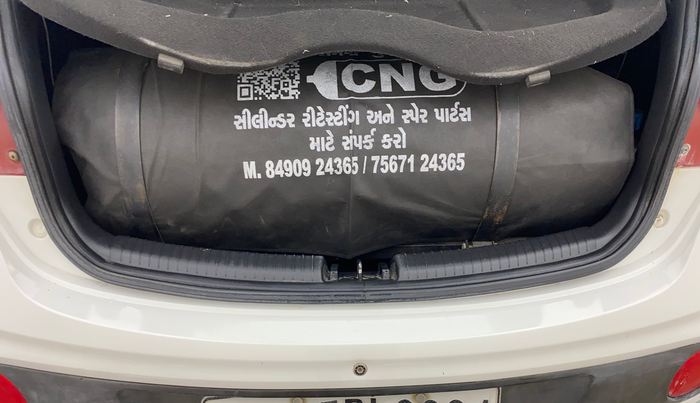 CNG
સીલીન્ડર રીટેસ્ટીંગ અને સ્પેર પાર્ટસ
માટે સંપર્ક કરો
M. 84909 24365 / 75671 24365